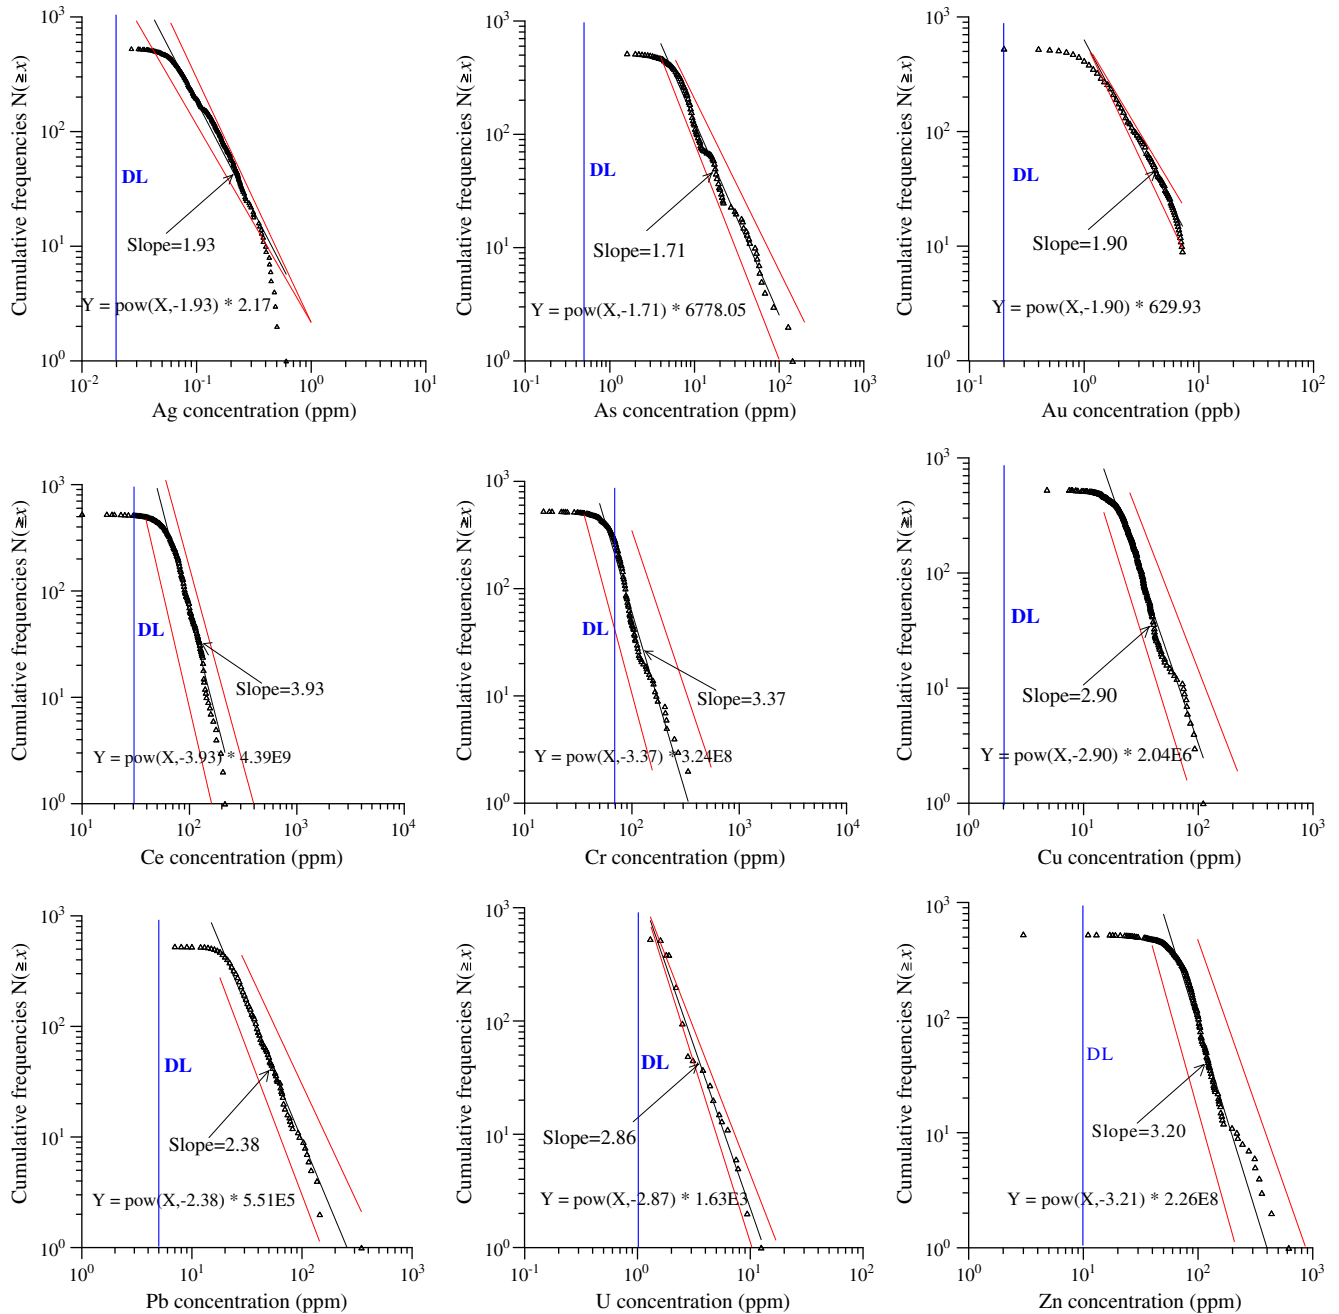 Cumulative frequencies N(≥x)
10³
10²
10¹
10⁰
DL
Slope=1.93
Y = pow(X,-1.93) * 2.17
10⁻² 10⁻¹ 10⁰ 10¹
Ag concentration (ppm)
Cumulative frequencies N(≥x)
10³
10²
10¹
10⁰
DL
Slope=1.71
Y = pow(X,-1.71) * 6778.05
10⁻¹ 10⁰ 10¹ 10² 10³
As concentration (ppm)
Cumulative frequencies N(≥x)
10³
10²
10¹
10⁰
DL
Slope=1.90
Y = pow(X,-1.90) * 629.93
10⁻¹ 10⁰ 10¹ 10²
Au concentration (ppb)
Cumulative frequencies N(≥x)
10³
10²
10¹
10⁰
DL
Slope=3.93
Y = pow(X,-3.93) * 4.39E9
10¹ 10² 10³ 10⁴
Ce concentration (ppm)
Cumulative frequencies N(≥x)
10³
10²
10¹
10⁰
DL
Slope=3.37
Y = pow(X,-3.37) * 3.24E8
10¹ 10² 10³ 10⁴
Cr concentration (ppm)
Cumulative frequencies N(≥x)
10³
10²
10¹
10⁰
DL
Slope=2.90
Y = pow(X,-2.90) * 2.04E6
10⁰ 10¹ 10² 10³
Cu concentration (ppm)
Cumulative frequencies N(≥x)
10³
10²
10¹
10⁰
DL
Slope=2.38
Y = pow(X,-2.38) * 5.51E5
10⁰ 10¹ 10² 10³
Pb concentration (ppm)
Cumulative frequencies N(≥x)
10³
10²
10¹
10⁰
DL
Slope=2.86
Y = pow(X,-2.87) * 1.63E3
10⁻¹ 10⁰ 10¹ 10²
U concentration (ppm)
Cumulative frequencies N(≥x)
10³
10²
10¹
10⁰
DL
Slope=3.20
Y = pow(X,-3.21) * 2.26E8
10⁰ 10¹ 10² 10³
Zn concentration (ppm)